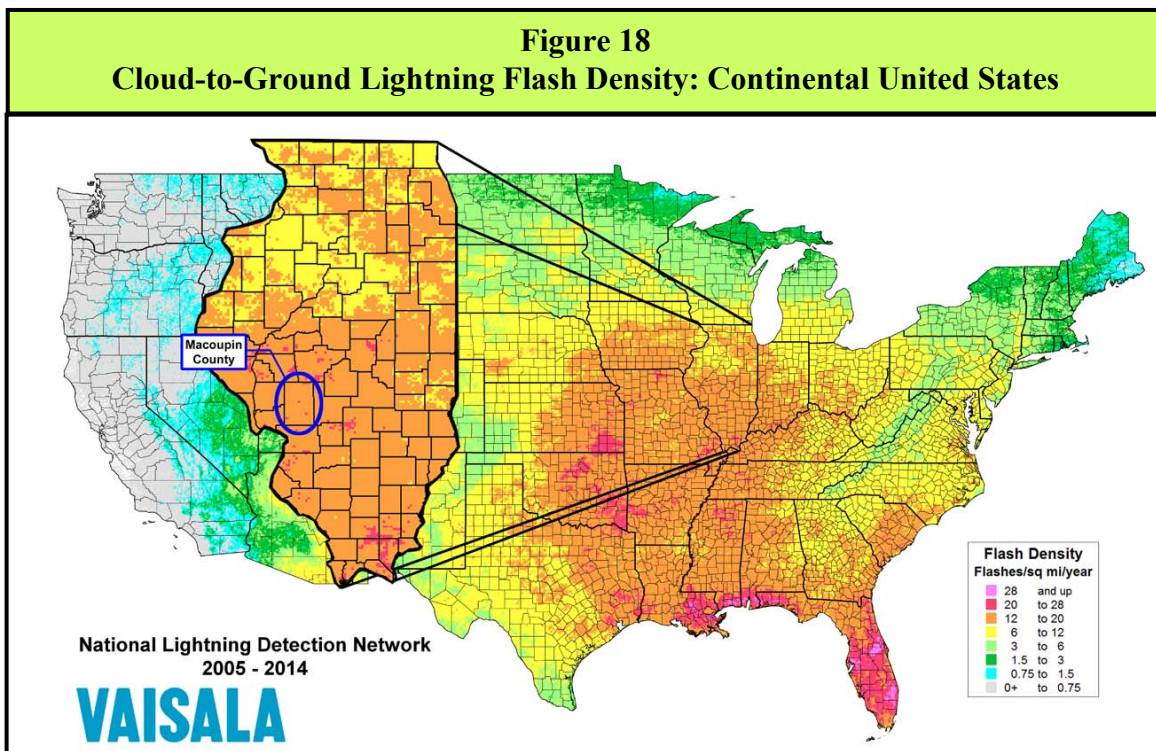 Figure 18
Cloud-to-Ground Lightning Flash Density: Continental United States
Macoupin
County
Flash Density
Flashes/sq mi/year
28 and up
20 to 28
12 to 20
6 to 12
3 to 6
1.5 to 3
0.75 to 1.5
0+ to 0.75
National Lightning Detection Network
2005 - 2014
VAISALA